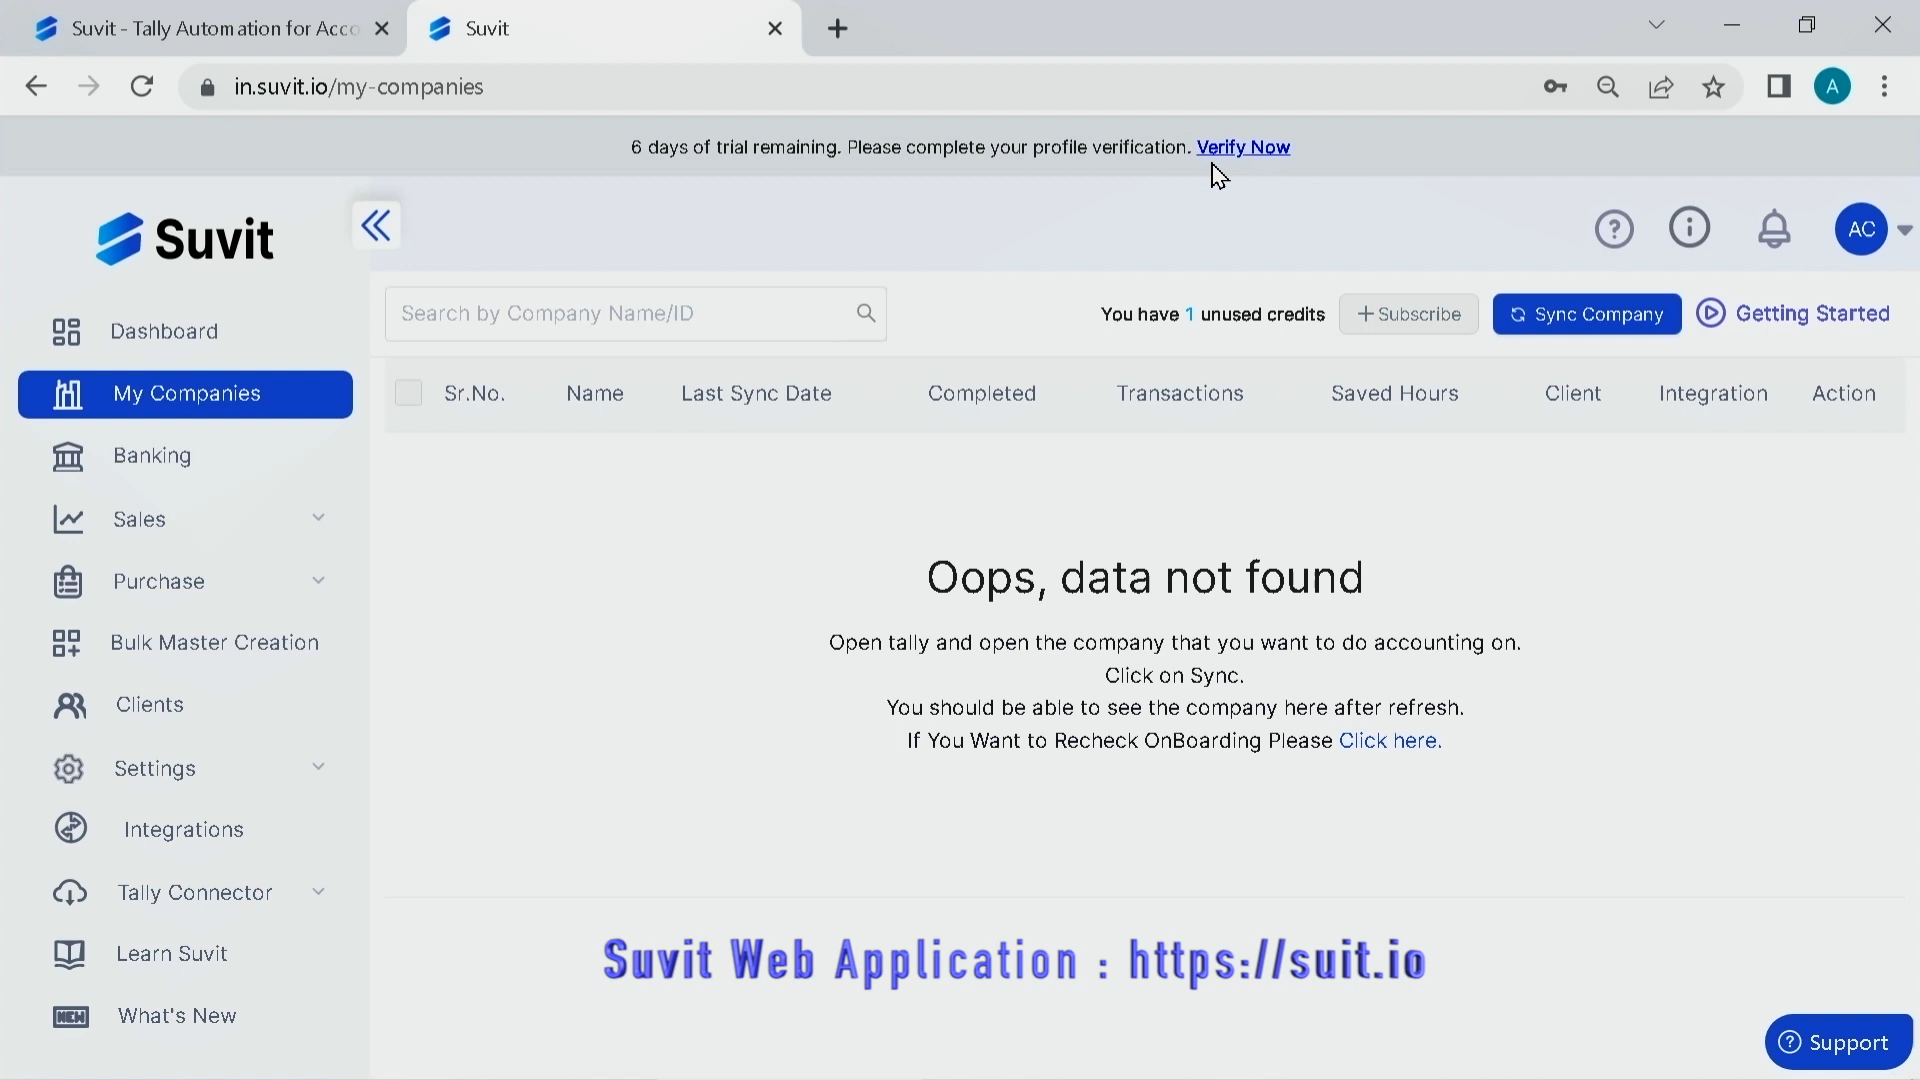 Suvit - Tally Automation for Acco
Suvit
in.suvit.io/my-companies
A
6 days of trial remaining. Please complete your profile verification. Verify Now
Suvit
AC
Search by Company Name/ID
You have 1 unused credits
+ Subscribe
Sync Company
Getting Started
Dashboard
My Companies
Banking
Sales
Purchase
Bulk Master Creation
Clients
Settings
Integrations
Tally Connector
Learn Suvit
NEW What's New
Sr.No. Name Last Sync Date Completed Transactions Saved Hours Client Integration Action
Oops, data not found
Open tally and open the company that you want to do accounting on.
Click on Sync.
You should be able to see the company here after refresh.
If You Want to Recheck OnBoarding Please Click here.
Suvit Web Application : https://suit.io
Support